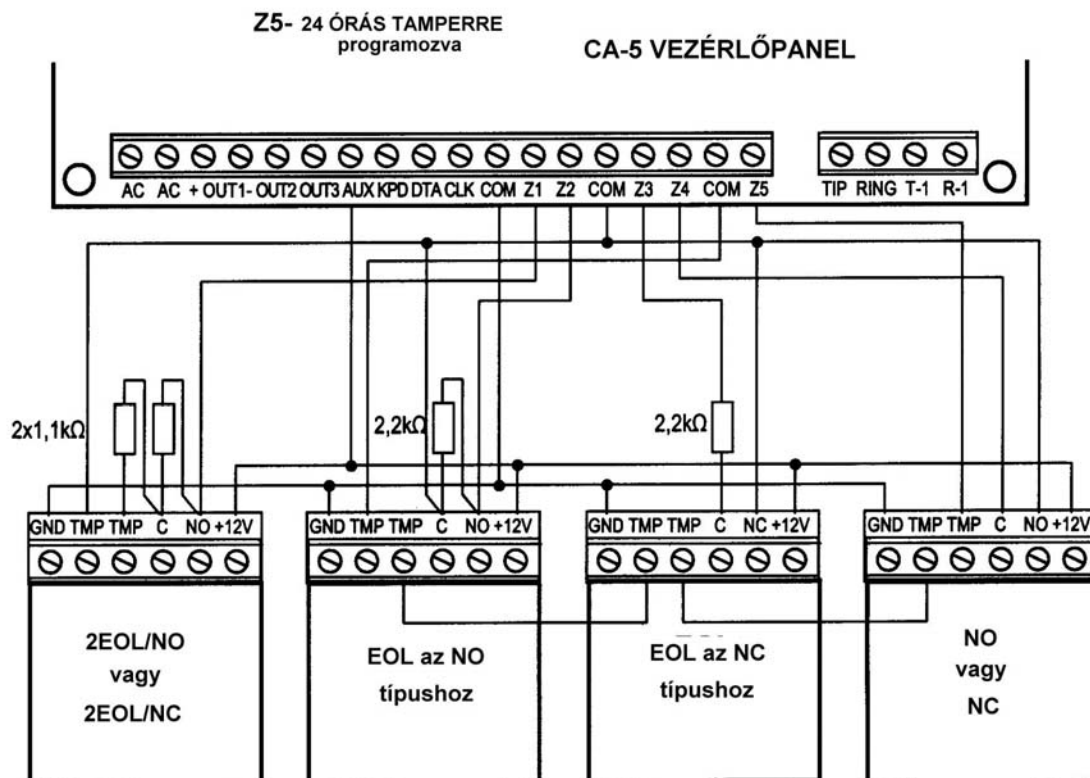 Z5- 24 ÓRÁS TAMPERRE
programozva
CA-5 VEZÉRLŐPANEL
AC AC + OUT1- OUT2 OUT3 AUX KPD DTA CLK COM Z1 Z2 COM Z3 Z4 COM Z5
TIP RING T-1 R-1
2x1,1kΩ
2,2kΩ
2,2kΩ
GND TMP TMP C NO +12V
GND TMP TMP C NO +12V
GND TMP TMP C NC +12V
GND TMP TMP C NO +12V
2EOL/NO
vagy
2EOL/NC
EOL az NO
típushoz
EOL az NC
típushoz
NO
vagy
NC